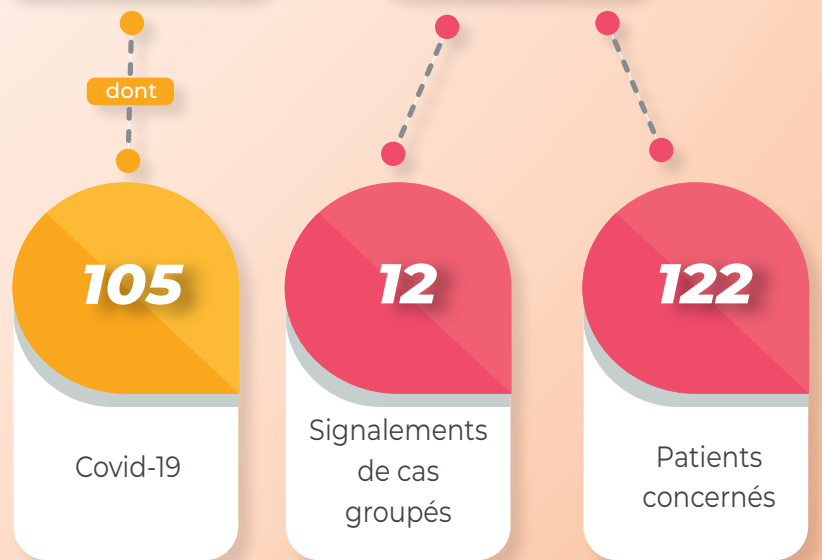 dont
105
Covid-19
12
Signalements
de cas
groupés
122
Patients
concernés